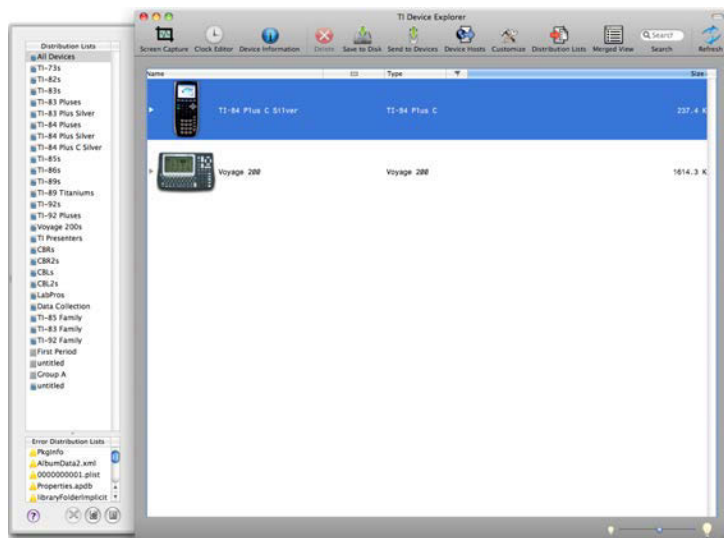 TI Device Explorer
Screen Capture Clock Editor Device Information Delete Save to Disk Send to Devices Device Hosts Customize Distribution Lists Merged View Search Refresh
Search
Distribution Lists
All Devices
TI-73s
TI-82s
TI-83s
TI-83 Pluses
TI-83 Plus Silver
TI-84 Pluses
TI-84 Plus Silver
TI-84 Plus C Silver
TI-85s
TI-86s
TI-89s
TI-89 Titaniums
TI-92s
TI-92 Pluses
Voyage 200s
TI Presenters
CBRs
CBR2s
CBLs
CBL2s
LabPros
Data Collection
TI-85 Family
TI-83 Family
TI-92 Family
First Period
untitled
Group A
untitled
Error Distribution Lists
PkgInfo
AlbumData2.xml
0000000001.plist
Properties.apdb
libraryFolderImplicit
?
Name Type Size
TI-84 Plus C Silver TI-84 Plus C 237.4 K
Voyage 200 Voyage 200 1614.3 K